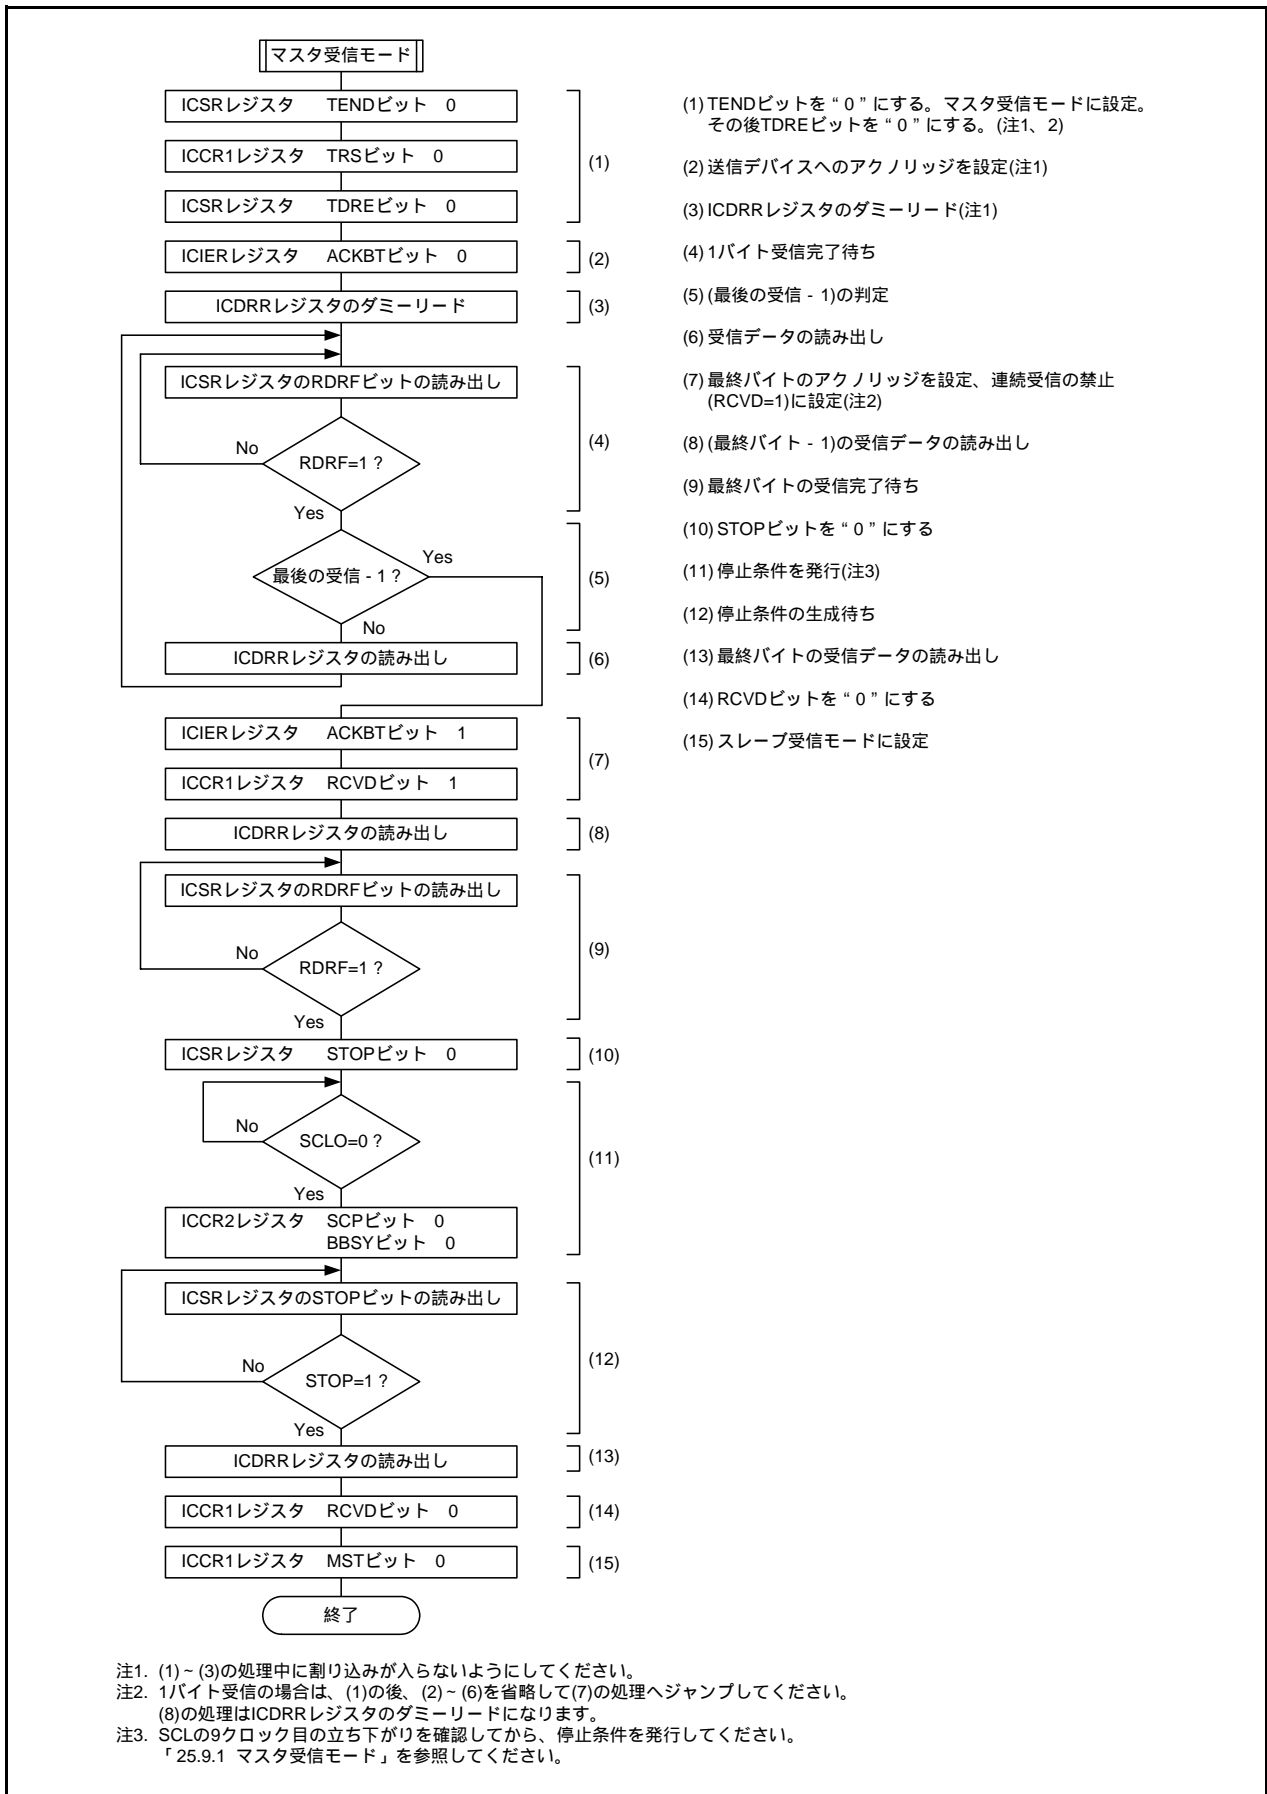 マスタ受信モード
ICSRレジスタ TENDビット 0
ICCR1レジスタ TRSビット 0
ICSRレジスタ TDREビット 0
(1)
ICIERレジスタ ACKBTビット 0
(2)
ICDRRレジスタのダミーリード
(3)
ICSRレジスタのRDRFビットの読み出し
RDRF=1 ?
No
Yes
(4)
最後の受信 - 1 ?
Yes
No
(5)
ICDRRレジスタの読み出し
(6)
ICIERレジスタ ACKBTビット 1
ICCR1レジスタ RCVDビット 1
(7)
ICDRRレジスタの読み出し
(8)
ICSRレジスタのRDRFビットの読み出し
No
RDRF=1 ?
Yes
(9)
ICSRレジスタ STOPビット 0
(10)
No
SCLO=0 ?
Yes
ICCR2レジスタ SCPビット 0
BBSYビット 0
(11)
ICSRレジスタのSTOPビットの読み出し
No
STOP=1 ?
Yes
(12)
ICDRRレジスタの読み出し
(13)
ICCR1レジスタ RCVDビット 0
(14)
ICCR1レジスタ MSTビット 0
(15)
終了
(1) TENDビットを“ 0 ” にする。マスタ受信モードに設定。
その後TDREビットを“ 0 ” にする。(注1、2)
(2) 送信デバイスへのアクノリッジを設定(注1)
(3) ICDRRレジスタのダミーリード(注1)
(4) 1バイト受信完了待ち
(5) (最後の受信 - 1)の判定
(6) 受信データの読み出し
(7) 最終バイトのアクノリッジを設定、連続受信の禁止
(RCVD=1)に設定(注2)
(8) (最終バイト - 1)の受信データの読み出し
(9) 最終バイトの受信完了待ち
(10) STOPビットを “ 0 ” にする
(11) 停止条件を発行(注3)
(12) 停止条件の生成待ち
(13) 最終バイトの受信データの読み出し
(14) RCVDビットを “ 0 ” にする
(15) スレーブ受信モードに設定
注1. (1) ~ (3)の処理中に割り込みが入らないようにしてください。
注2. 1バイト受信の場合は、(1)の後、(2) ~ (6)を省略して(7)の処理へジャンプしてください。
(8)の処理はICDRRレジスタのダミーリードになります。
注3. SCLの9クロック目の立ち下がりを確認してから、停止条件を発行してください。
「 25.9.1 マスタ受信モード」を参照してください。